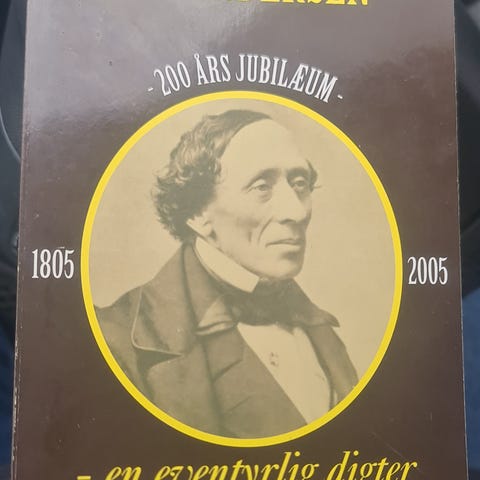 - 200 ÅRS JUBILÆUM -
1805
2005
- en eventyrlig digter